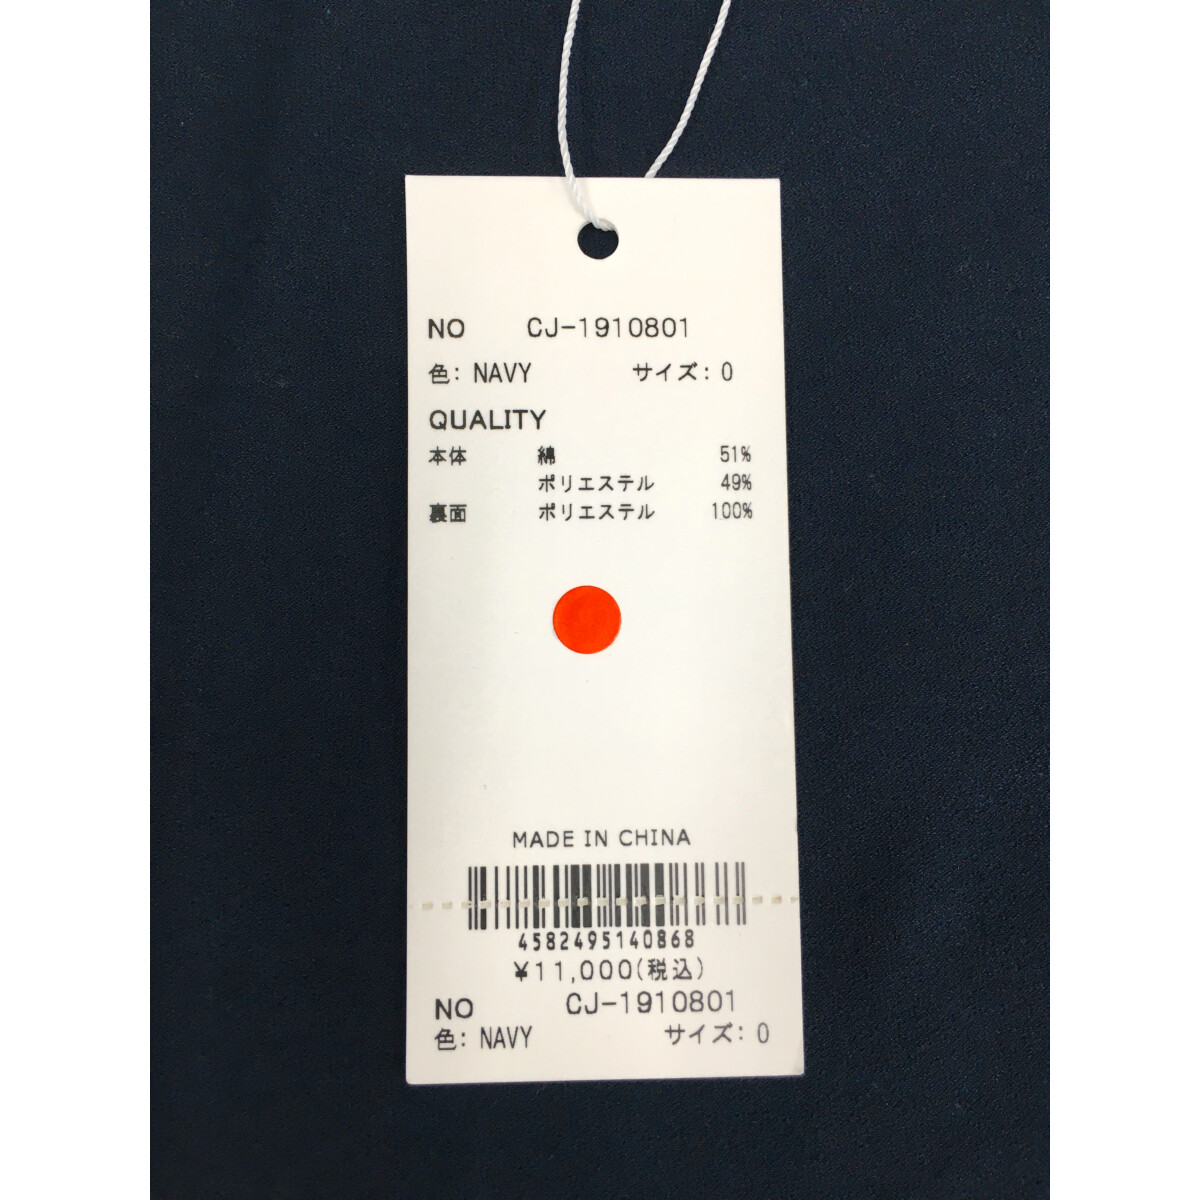 NO CJ-1910801
色: NAVY サイズ: 0
QUALITY
本体 綿 51%
ポリエステル 49%
裏面 ポリエステル 100%
MADE IN CHINA
4582495140868
¥11,000(税込)
NO CJ-1910801
色: NAVY サイズ: 0